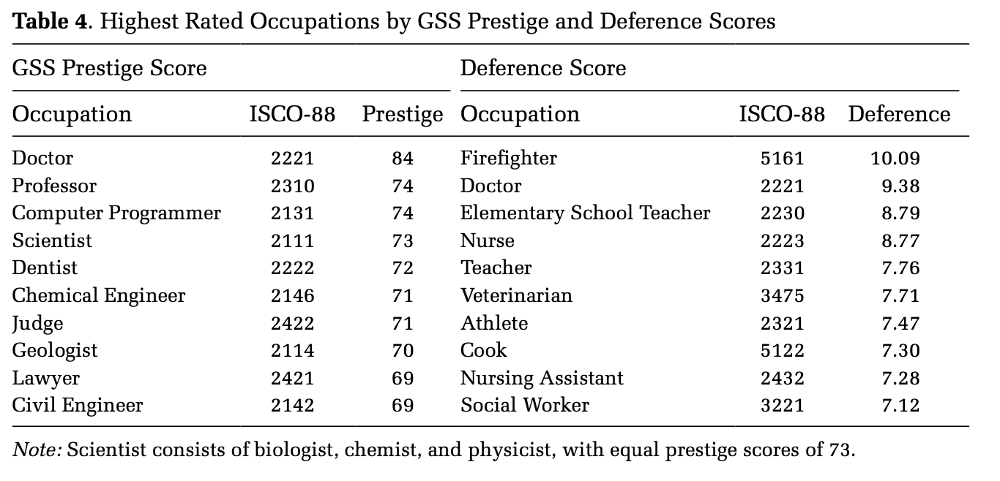 Table 4. Highest Rated Occupations by GSS Prestige and Deference Scores
GSS Prestige Score Deference Score
Occupation ISCO-88 Prestige Occupation ISCO-88 Deference
Doctor 2221 84 Firefighter 5161 10.09
Professor 2310 74 Doctor 2221 9.38
Computer Programmer 2131 74 Elementary School Teacher 2230 8.79
Scientist 2111 73 Nurse 2223 8.77
Dentist 2222 72 Teacher 2331 7.76
Chemical Engineer 2146 71 Veterinarian 3475 7.71
Judge 2422 71 Athlete 2321 7.47
Geologist 2114 70 Cook 5122 7.30
Lawyer 2421 69 Nursing Assistant 2432 7.28
Civil Engineer 2142 69 Social Worker 3221 7.12
Note: Scientist consists of biologist, chemist, and physicist, with equal prestige scores of 73.